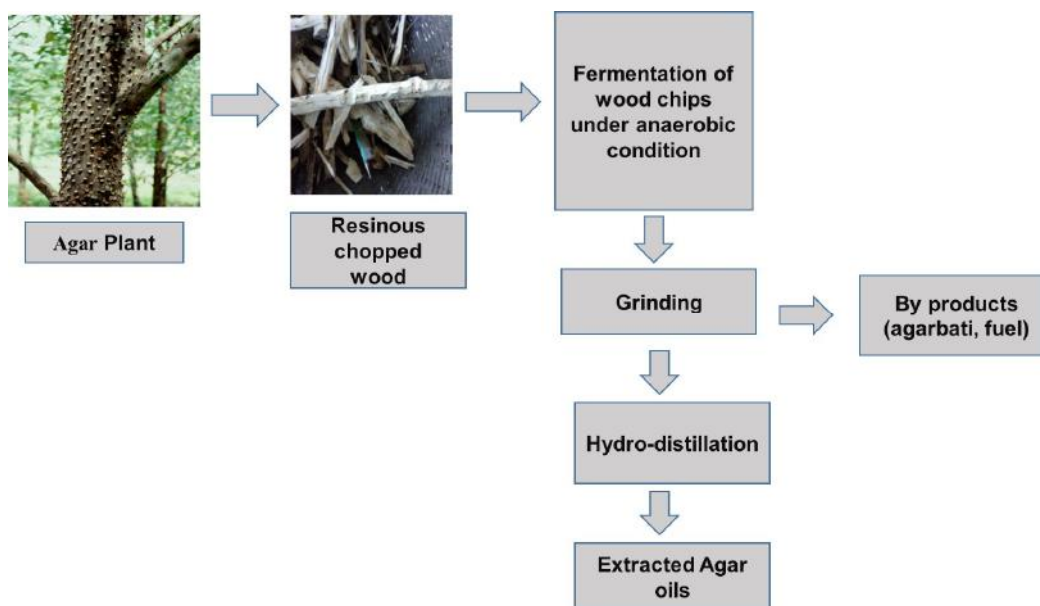 Agar Plant
Resinous
chopped
wood
Fermentation of
wood chips
under anaerobic
condition
Grinding
By products
(agarbati, fuel)
Hydro-distillation
Extracted Agar
oils